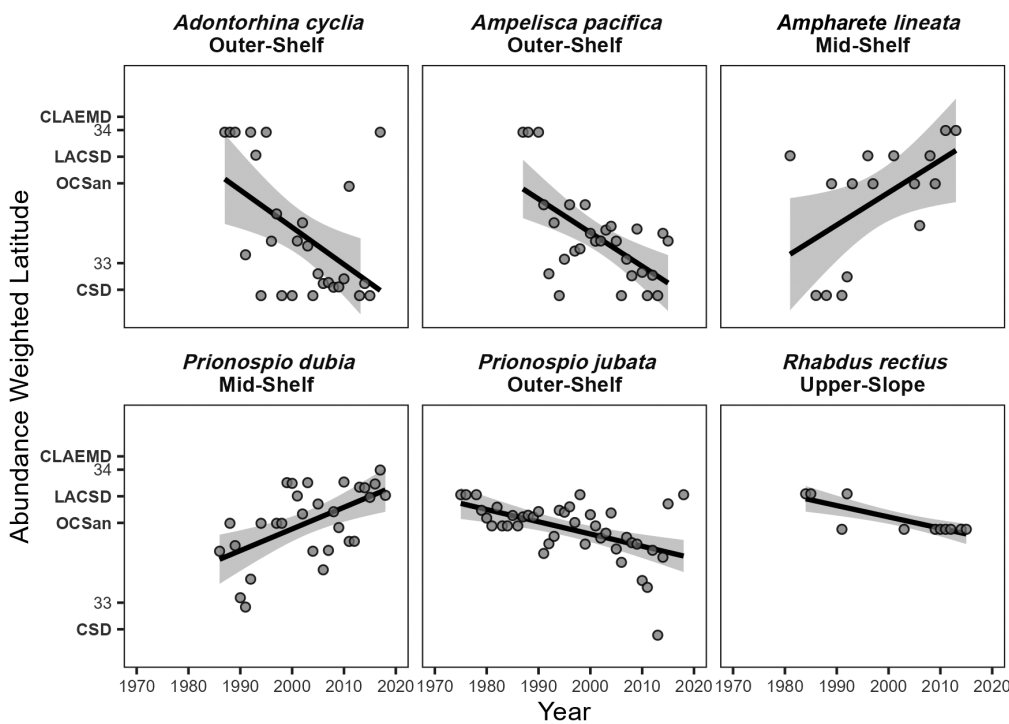 Adontorhina cyclia
Outer-Shelf
Ampelisca pacifica
Outer-Shelf
Ampharete lineata
Mid-Shelf
CLAEMD
34
LACSD
OCSan
33
CSD
Prionospio dubia
Mid-Shelf
Prionospio jubata
Outer-Shelf
Rhabdus rectius
Upper-Slope
CLAEMD
34
LACSD
OCSan
33
CSD
Abundance Weighted Latitude
1970 1980 1990 2000 2010 2020
1970 1980 1990 2000 2010 2020
1970 1980 1990 2000 2010 2020
Year